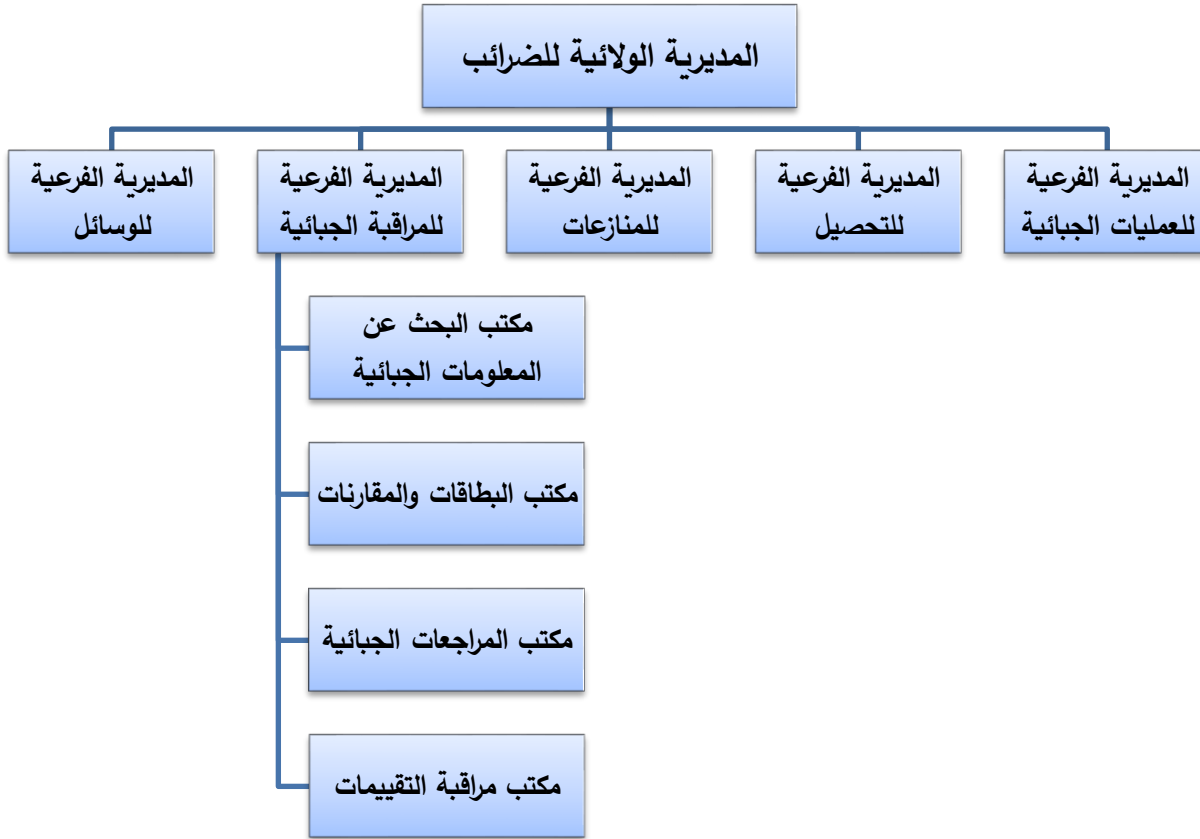 المديرية الولائية للضرائب
المديرية الفرعية
للعمليات الجبائية
المديرية الفرعية
للتحصيل
المديرية الفرعية
للمنازعات
المديرية الفرعية
للمراقبة الجبائية
المديرية الفرعية
للوسائل
مكتب البحث عن
المعلومات الجبائية
مكتب البطاقات والمقارنات
مكتب المراجعات الجبائية
مكتب مراقبة التقييمات